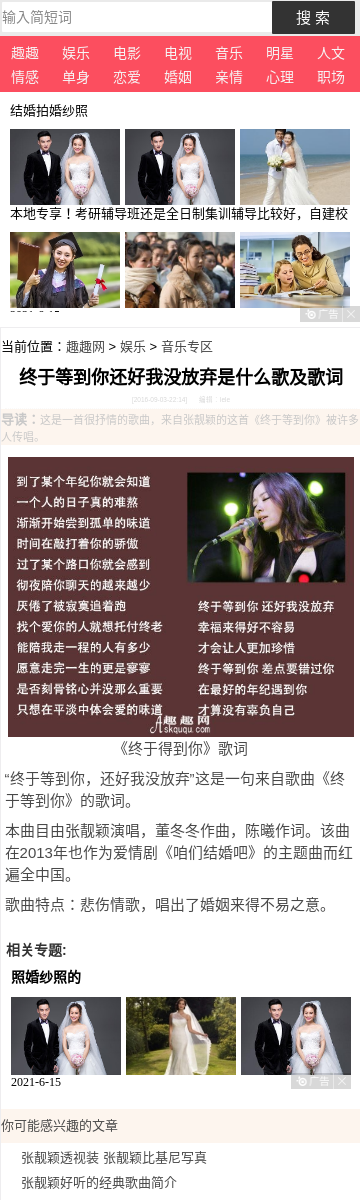 输入简短词
搜 索
趣趣 娱乐 电影 电视 音乐 明星 人文
情感 单身 恋爱 婚姻 亲情 心理 职场
结婚拍婚纱照
本地专享！考研辅导班还是全日制集训辅导比较好，自建校
广告
当前位置：趣趣网 > 娱乐 > 音乐专区
终于等到你还好我没放弃是什么歌及歌词
导读：这是一首很抒情的歌曲，来自张靓颖的这首《终于等到你》被许多
人传唱。
到了某个年纪你就会知道
一个人的日子真的难熬
渐渐开始尝到孤单的味道
时间在敲打着你的骄傲
过了某个路口你就会感到
彻夜陪你聊天的越来越少
厌倦了被寂寞追着跑
找个爱你的人就想托付终老
能陪我走一程的人有多少
愿意走完一生的更是寥寥
是否刻骨铭心并没那么重要
只想在平淡中体会爱的味道
终于等到你 还好我没放弃
幸福来得好不容易
才会让人更加珍惜
终于等到你 差点要错过你
在最好的年纪遇到你
才算没有辜负自己
趣趣网
Askququ.com
《终于得到你》歌词
“终于等到你，还好我没放弃”这是一句来自歌曲《终
于等到你》的歌词。
本曲目由张靓颖演唱，董冬冬作曲，陈曦作词。该曲
在2013年也作为爱情剧《咱们结婚吧》的主题曲而红
遍全中国。
歌曲特点：悲伤情歌，唱出了婚姻来得不易之意。
相关专题:
照婚纱照的
2021-6-15
广告
你可能感兴趣的文章
张靓颖透视装 张靓颖比基尼写真
张靓颖好听的经典歌曲简介